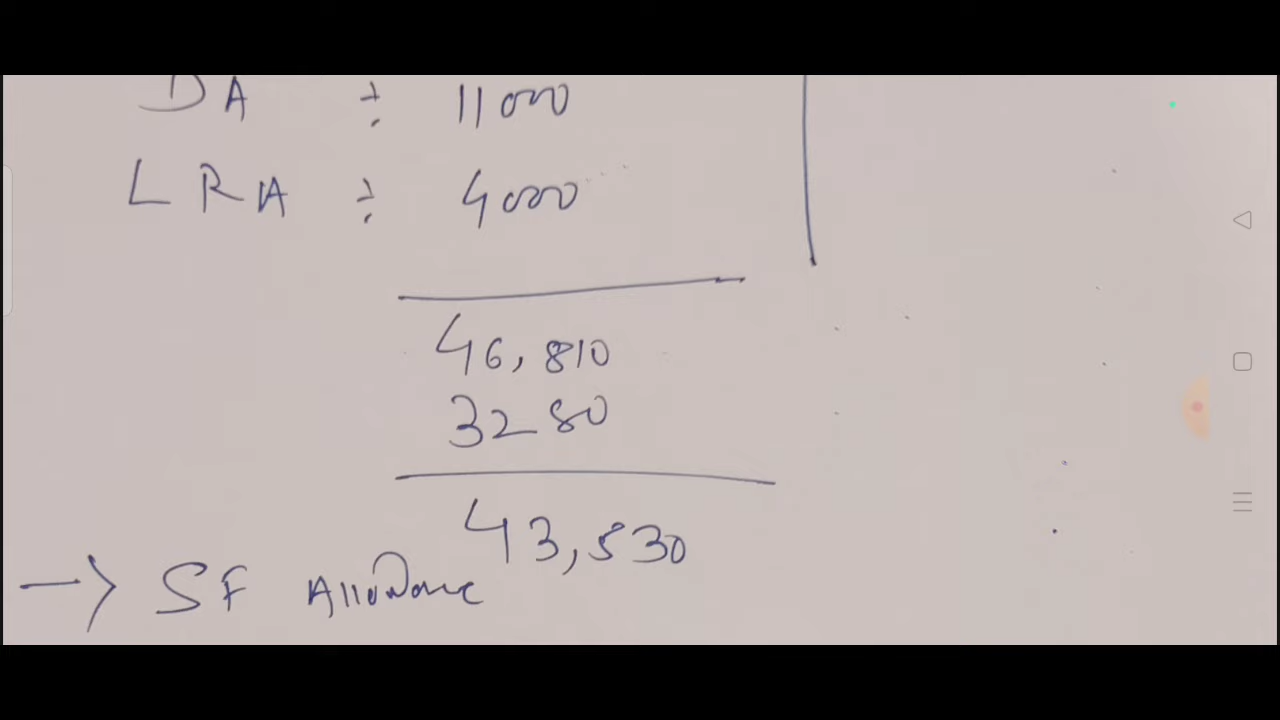 DA ÷ 11000
LRA ÷ 4000
46,810
3280
43,530
→ SF Allowance